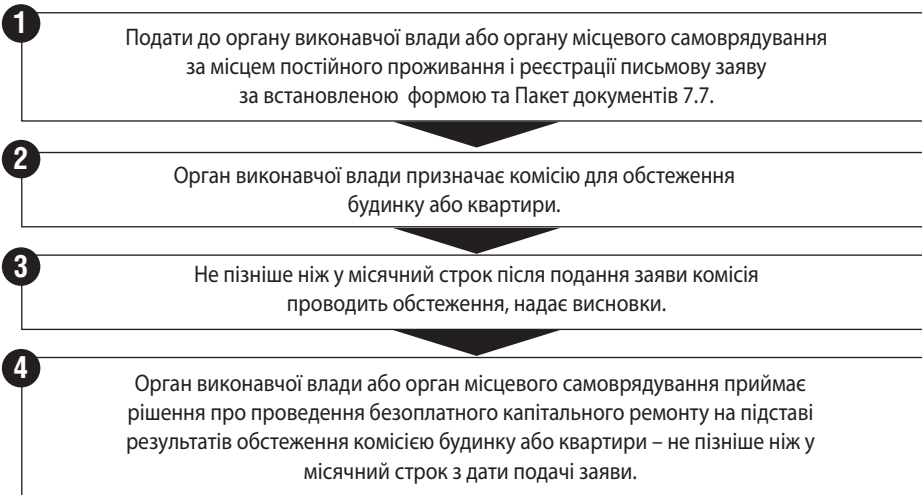 1
Подати до органу виконавчої влади або органу місцевого самоврядування
за місцем постійного проживання і реєстрації письмову заяву
за встановленою формою та Пакет документів 7.7.
2
Орган виконавчої влади призначає комісію для обстеження
будинку або квартири.
3
Не пізніше ніж у місячний строк після подання заяви комісія
проводить обстеження, надає висновки.
4
Орган виконавчої влади або орган місцевого самоврядування приймає
рішення про проведення безоплатного капітального ремонту на підставі
результатів обстеження комісією будинку або квартири – не пізніше ніж у
місячний строк з дати подачі заяви.